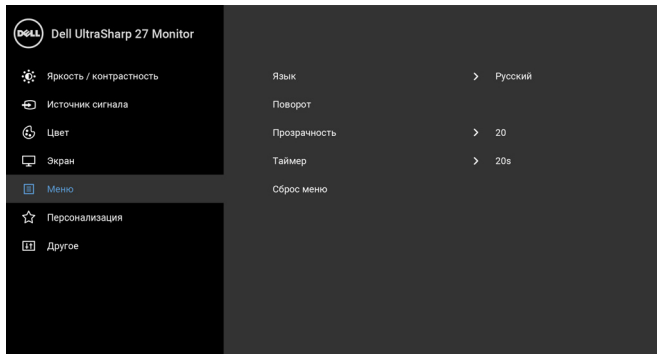 DELL Dell UltraSharp 27 Monitor
Яркость / контрастность
Источник сигнала
Цвет
Экран
Меню
Персонализация
Другое
Язык > Русский
Поворот
Прозрачность > 20
Таймер > 20s
Сброс меню